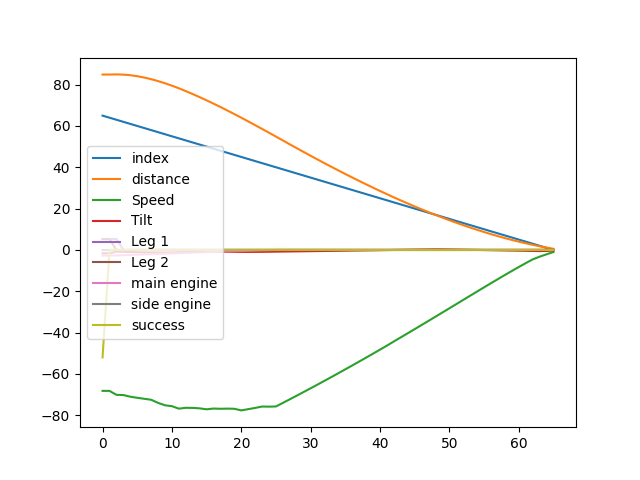 80
60
40
20
0
−20
−40
−60
−80
index
distance
Speed
Tilt
Leg 1
Leg 2
main engine
side engine
success
0 10 20 30 40 50 60